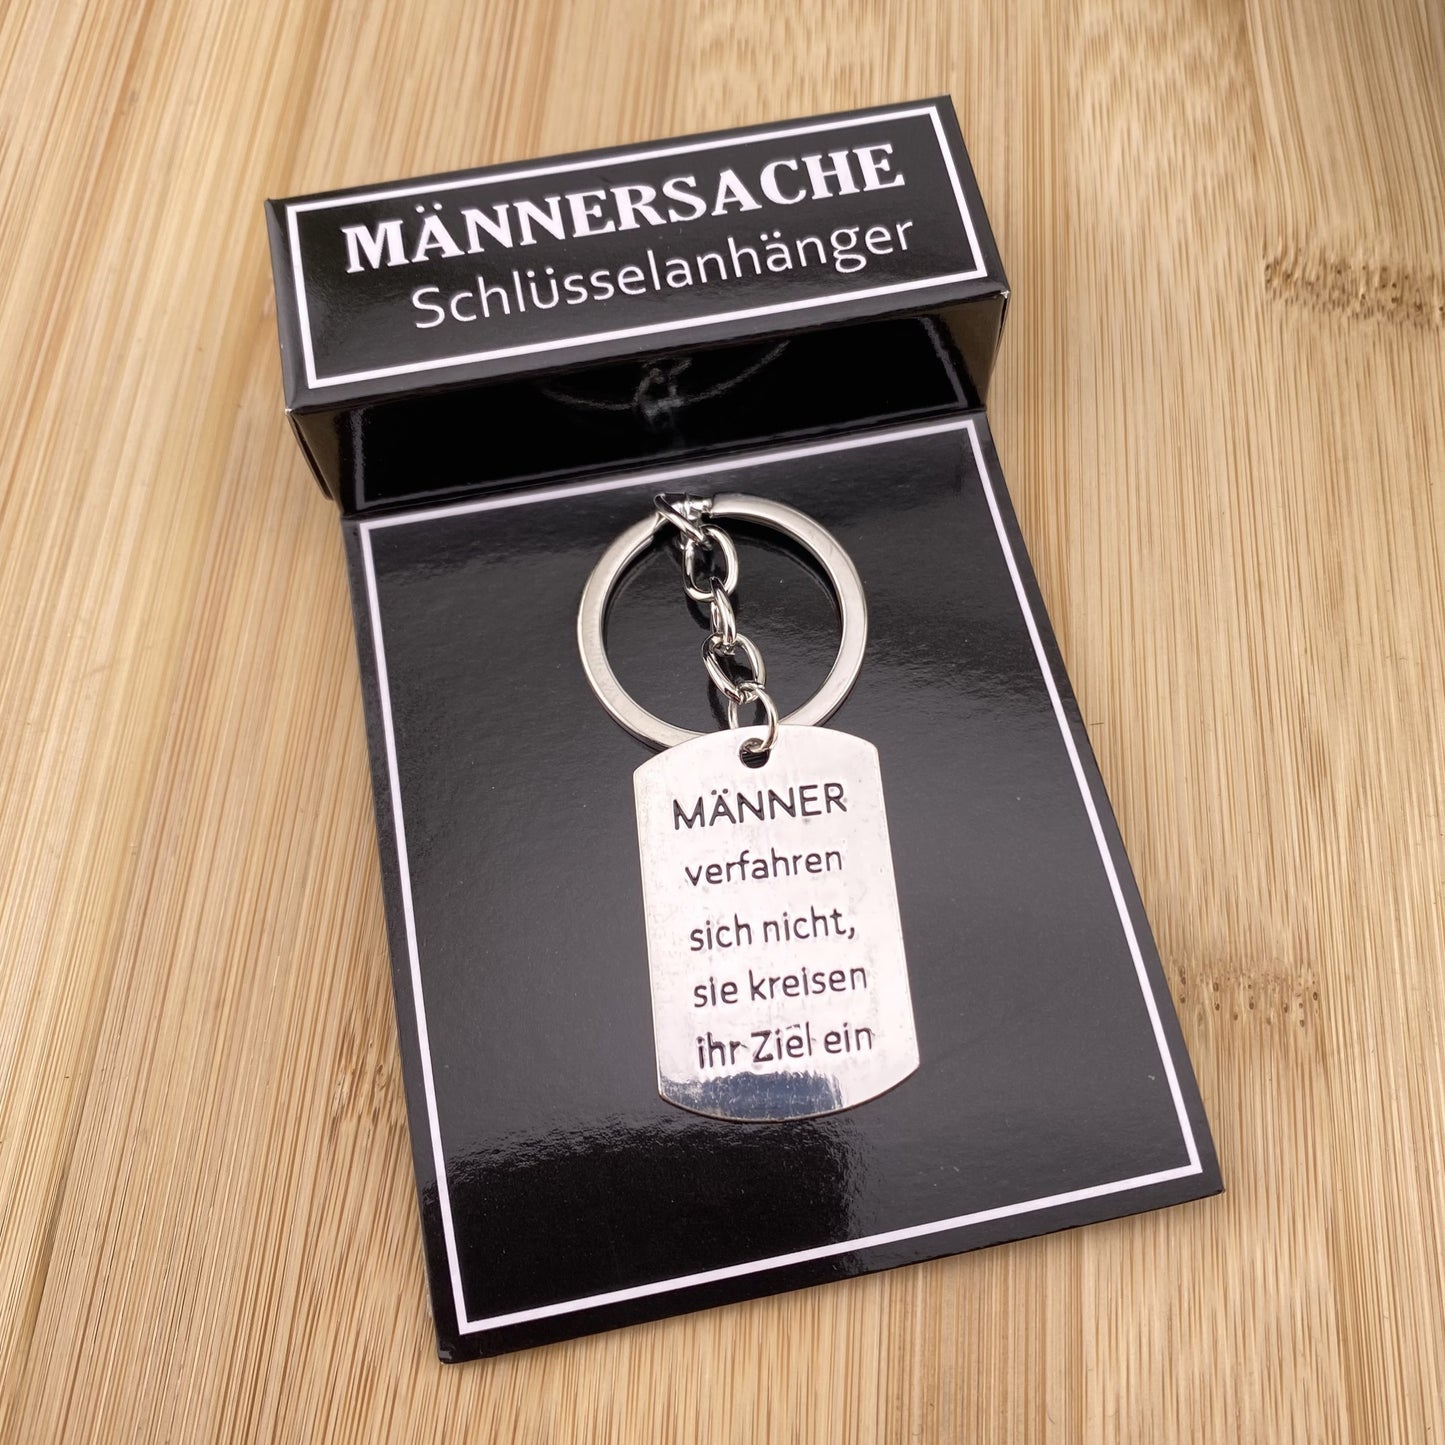 MÄNNERSACHE
Schlüsselanhänger
MÄNNER
verfahren
sich nicht,
sie kreisen
ihr Ziel ein